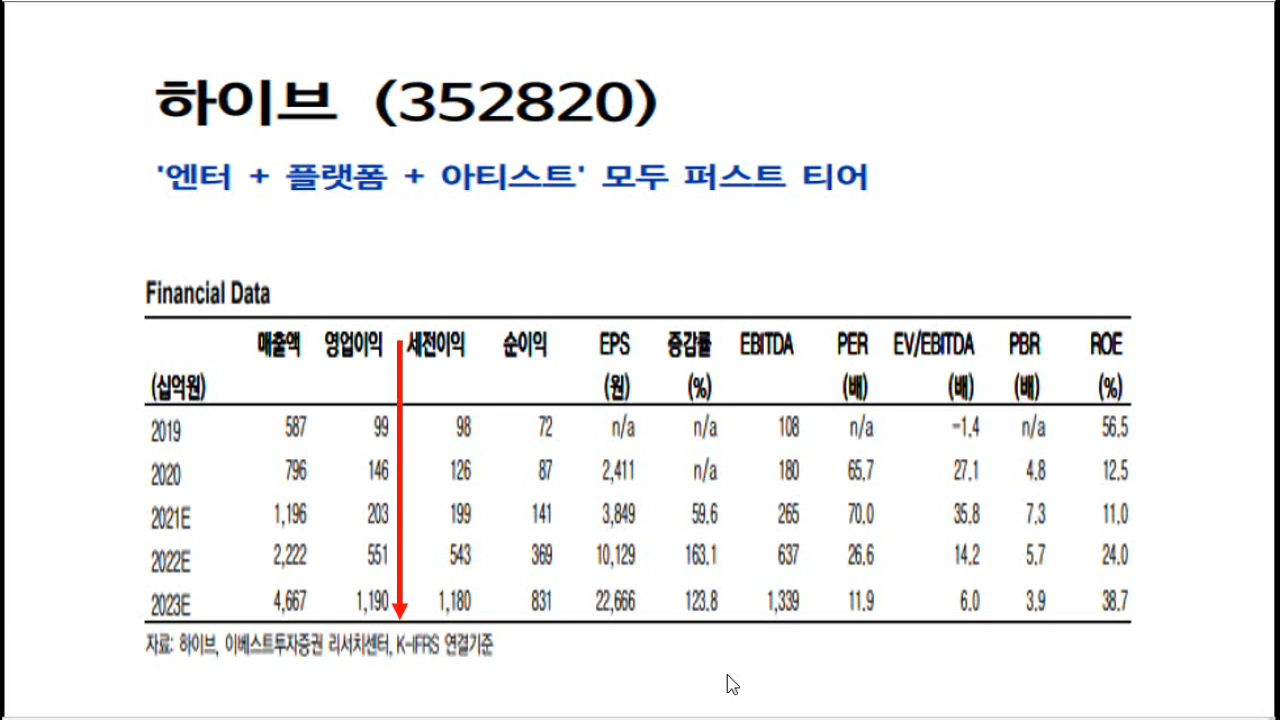 하이브 (352820)
'엔터 + 플랫폼 + 아티스트' 모두 퍼스트 티어
Financial Data
매출액 영업이익 세전이익 순이익 EPS 증감률 EBITDA PER EV/EBITDA PBR ROE
(십억원) (원) (%) (배) (배) (배) (%)
2019 587 99 98 72 n/a n/a 108 n/a -1.4 n/a 56.5
2020 796 146 126 87 2,411 n/a 180 65.7 27.1 4.8 12.5
2021E 1,196 203 199 141 3,849 59.6 265 70.0 35.8 7.3 11.0
2022E 2,222 551 543 369 10,129 163.1 637 26.6 14.2 5.7 24.0
2023E 4,667 1,190 1,180 831 22,666 123.8 1,339 11.9 6.0 3.9 38.7
자료: 하이브, 이베스트투자증권 리서치센터, K-IFRS 연결기준